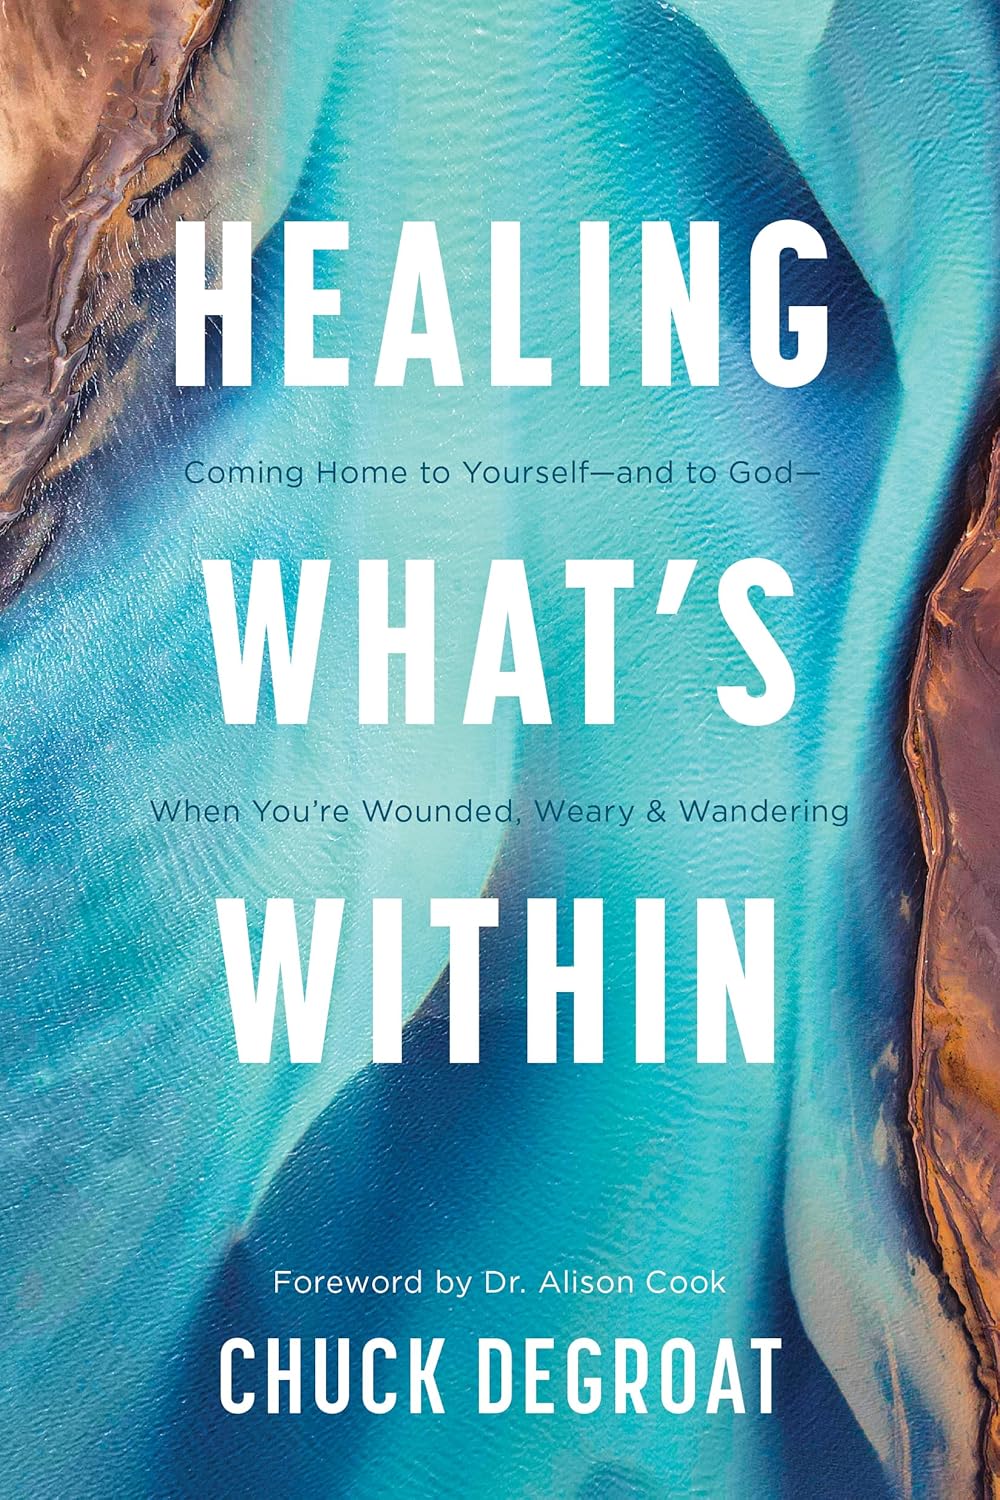 HEALING
Coming Home to Yourself—and to God—
WHAT'S
When You're Wounded, Weary & Wandering
WITHIN
Foreword by Dr. Alison Cook
CHUCK DEGROAT